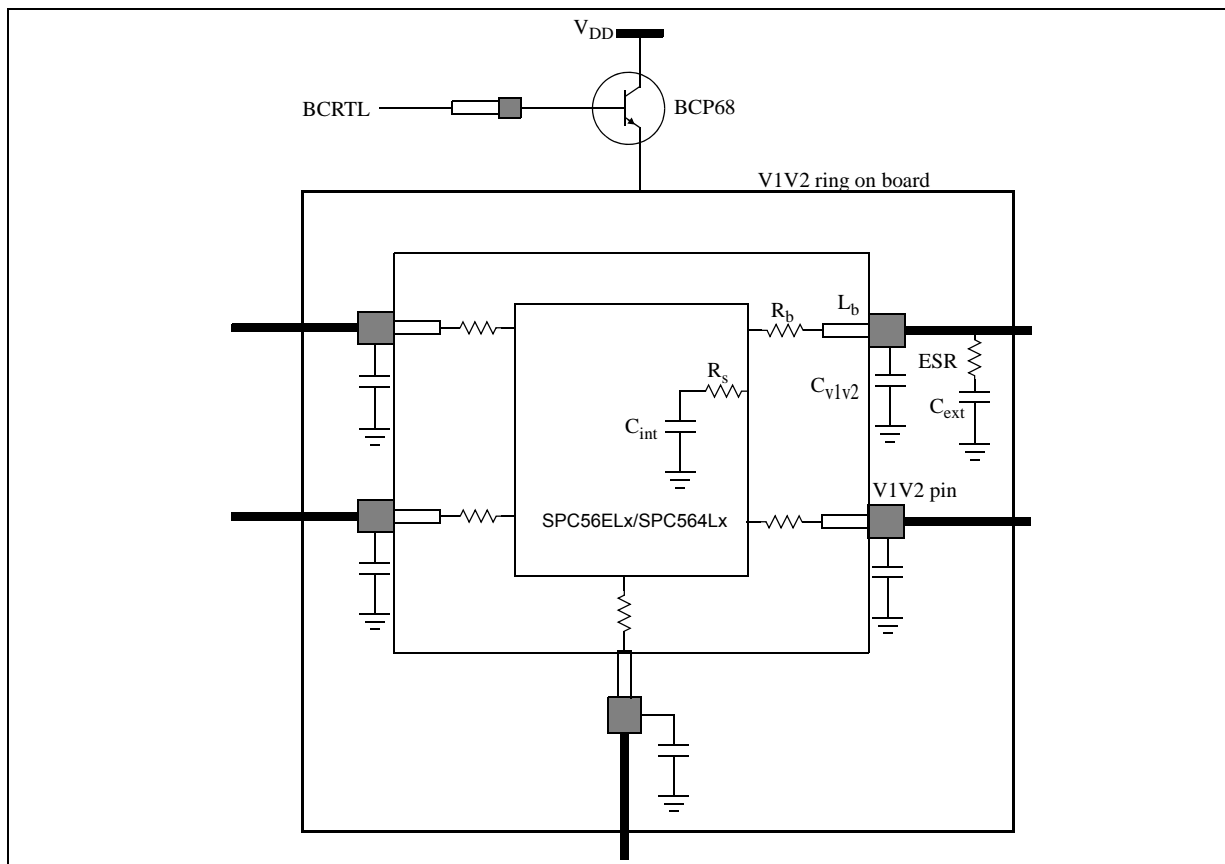 VDD
BCRTL
BCP68
V1V2 ring on board
Rb
Lb
Rs
ESR
Cv1v2
Cext
Cint
V1V2 pin
SPC56ELx/SPC564Lx